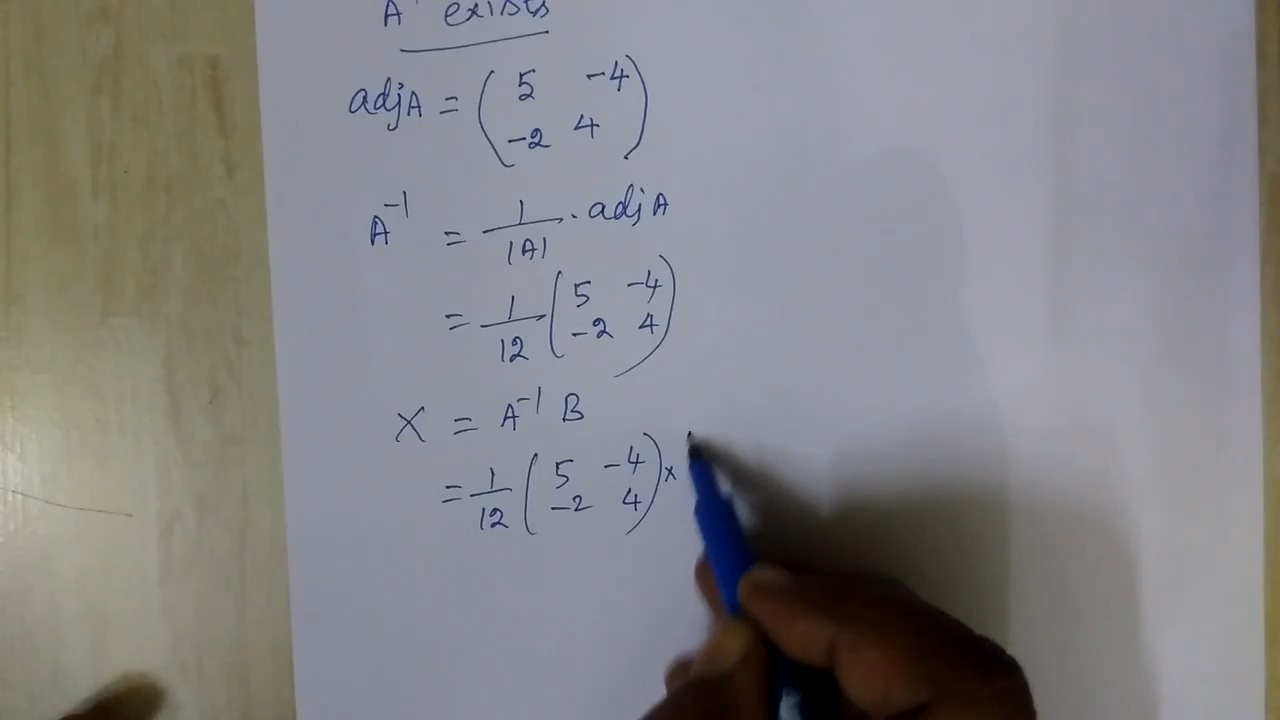 A⁻¹ exists
adj A = ( 5 -4
-2 4 )
A⁻¹ = 1/|A| . adj A
= 1/12 ( 5 -4
-2 4 )
X = A⁻¹ B
= 1/12 ( 5 -4
-2 4 ) x